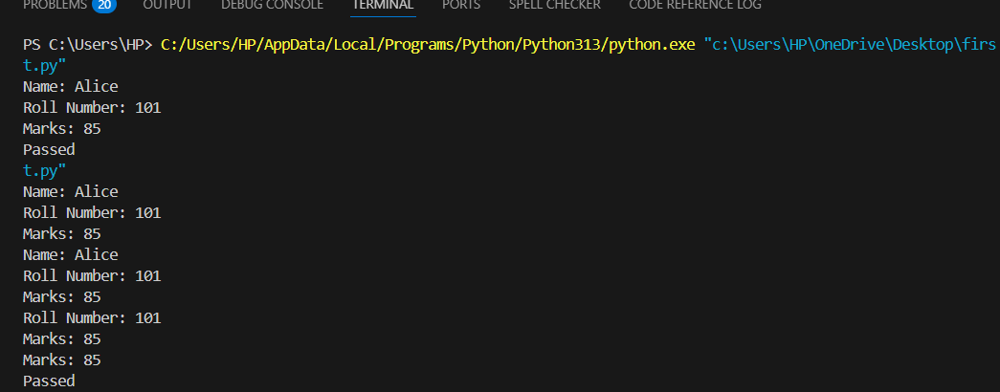 PROBLEMS 20 OUTPUT DEBUG CONSOLE TERMINAL PORTS SPELL CHECKER CODE REFERENCE LOG
PS C:\Users\HP> C:/Users/HP/AppData/Local/Programs/Python/Python313/python.exe "c:\Users\HP\OneDrive\Desktop\firs
t.py"
Name: Alice
Roll Number: 101
Marks: 85
Passed
t.py"
Name: Alice
Roll Number: 101
Marks: 85
Name: Alice
Roll Number: 101
Marks: 85
Roll Number: 101
Marks: 85
Marks: 85
Passed